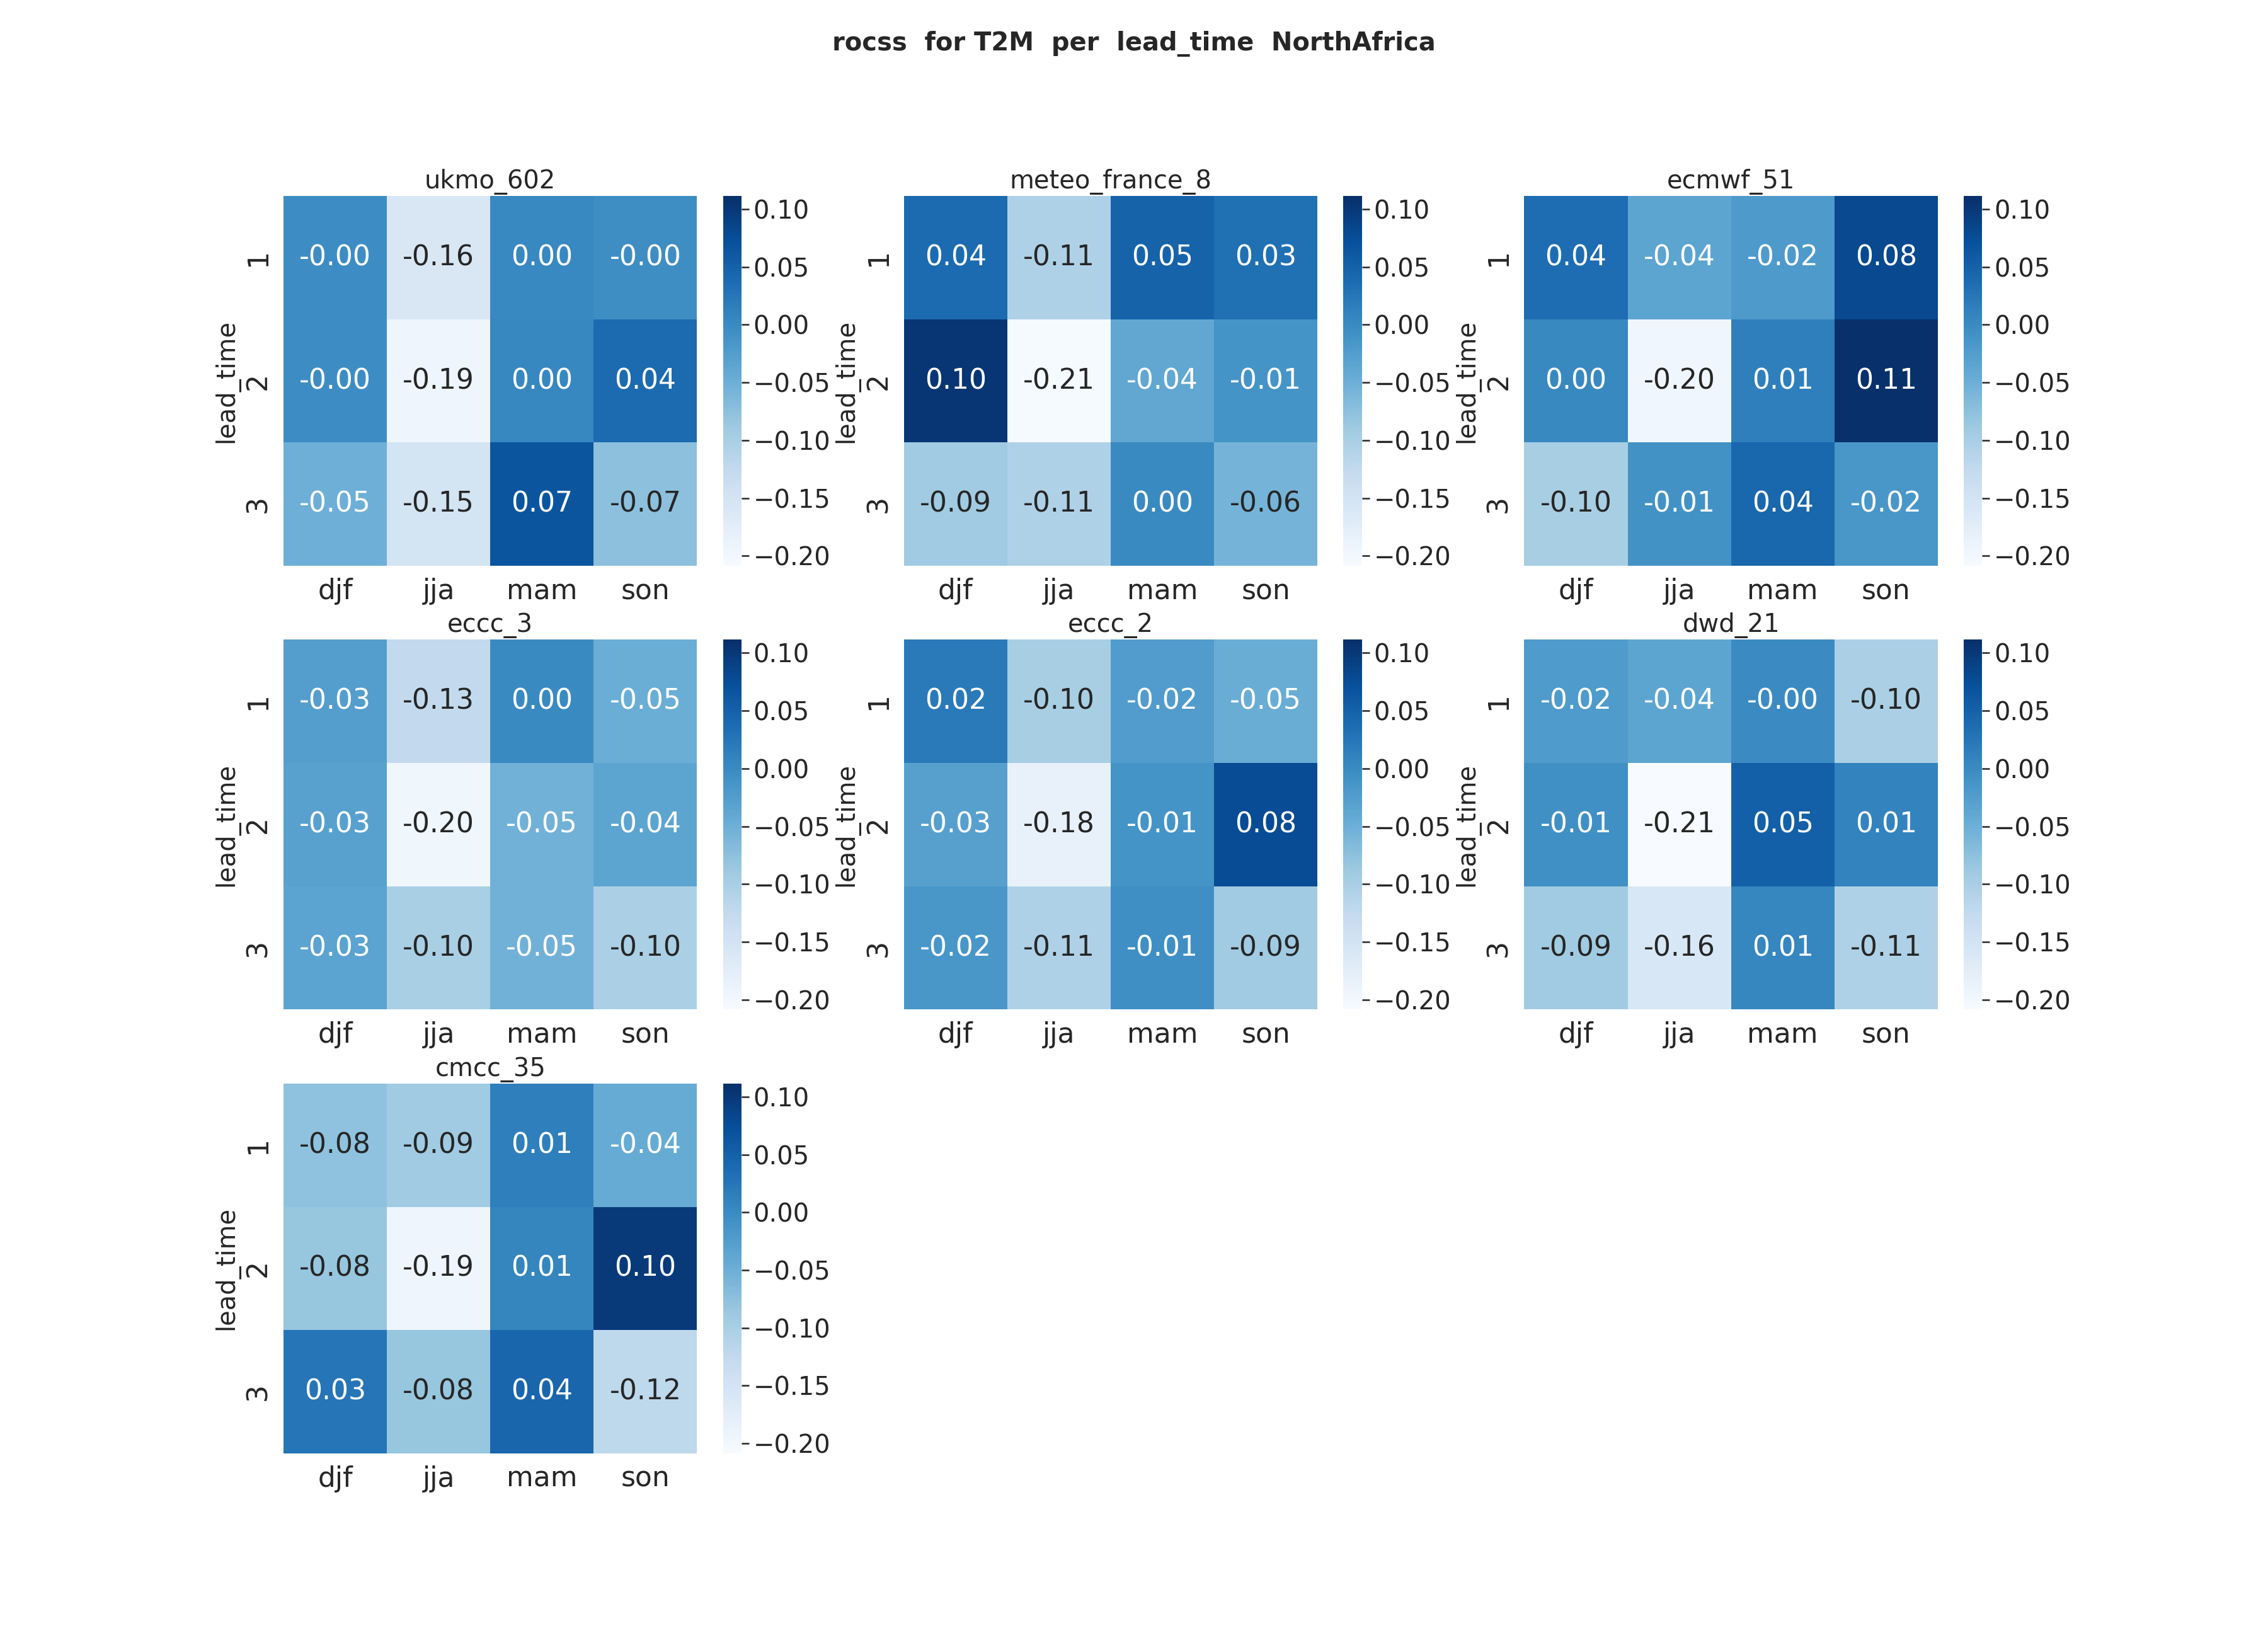 rocss  for T2M  per  lead_time  NorthAfrica
ukmo_602
lead_time
1 -0.00 -0.16 0.00 -0.00
2 -0.00 -0.19 0.00 0.04
3 -0.05 -0.15 0.07 -0.07
djf jja mam son
0.10
0.05
0.00
−0.05
−0.10
−0.15
−0.20
meteo_france_8
lead_time
1 0.04 -0.11 0.05 0.03
2 0.10 -0.21 -0.04 -0.01
3 -0.09 -0.11 0.00 -0.06
djf jja mam son
0.10
0.05
0.00
−0.05
−0.10
−0.15
−0.20
ecmwf_51
lead_time
1 0.04 -0.04 -0.02 0.08
2 0.00 -0.20 0.01 0.11
3 -0.10 -0.01 0.04 -0.02
djf jja mam son
0.10
0.05
0.00
−0.05
−0.10
−0.15
−0.20
eccc_3
lead_time
1 -0.03 -0.13 0.00 -0.05
2 -0.03 -0.20 -0.05 -0.04
3 -0.03 -0.10 -0.05 -0.10
djf jja mam son
0.10
0.05
0.00
−0.05
−0.10
−0.15
−0.20
eccc_2
lead_time
1 0.02 -0.10 -0.02 -0.05
2 -0.03 -0.18 -0.01 0.08
3 -0.02 -0.11 -0.01 -0.09
djf jja mam son
0.10
0.05
0.00
−0.05
−0.10
−0.15
−0.20
dwd_21
lead_time
1 -0.02 -0.04 -0.00 -0.10
2 -0.01 -0.21 0.05 0.01
3 -0.09 -0.16 0.01 -0.11
djf jja mam son
0.10
0.05
0.00
−0.05
−0.10
−0.15
−0.20
cmcc_35
lead_time
1 -0.08 -0.09 0.01 -0.04
2 -0.08 -0.19 0.01 0.10
3 0.03 -0.08 0.04 -0.12
djf jja mam son
0.10
0.05
0.00
−0.05
−0.10
−0.15
−0.20